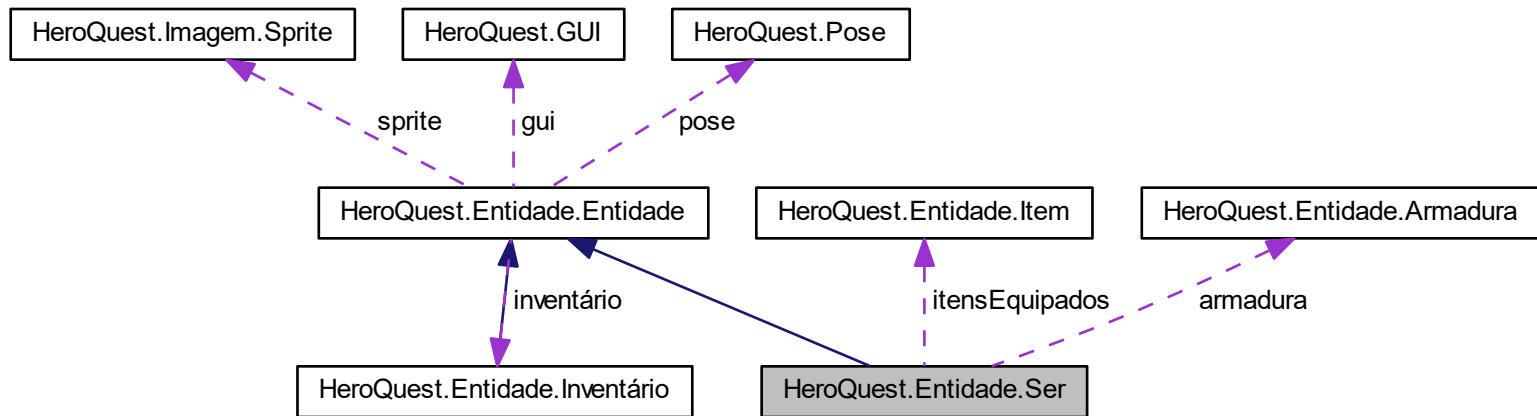 HeroQuest.Imagem.Sprite
HeroQuest.GUI
HeroQuest.Pose
sprite
gui
pose
HeroQuest.Entidade.Entidade
HeroQuest.Entidade.Item
HeroQuest.Entidade.Armadura
inventário
itensEquipados
armadura
HeroQuest.Entidade.Inventário
HeroQuest.Entidade.Ser